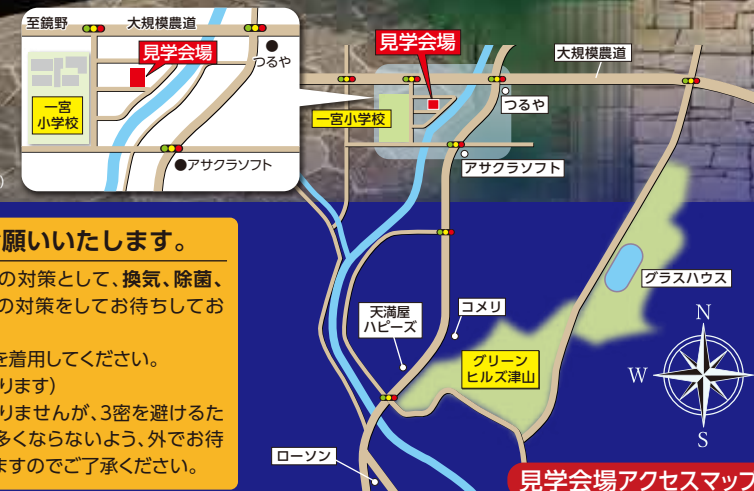 至鏡野
大規模農道
見学会場
つるや
一宮
小学校
アサクラソフト
見学会場
大規模農道
一宮小学校
つるや
アサクラソフト
願いいたします。
の対策として、換気、除菌、
の対策をしてお待ちしてお
を着用してください。
ります)
りませんが、3密を避けるた
多くならないよう、外でお待
ますのでご了承ください。
グラスハウス
天満屋
ハピーズ
コメリ
グリーン
ヒルズ津山
N
W
S
ローソン
見学会場アクセスマップ